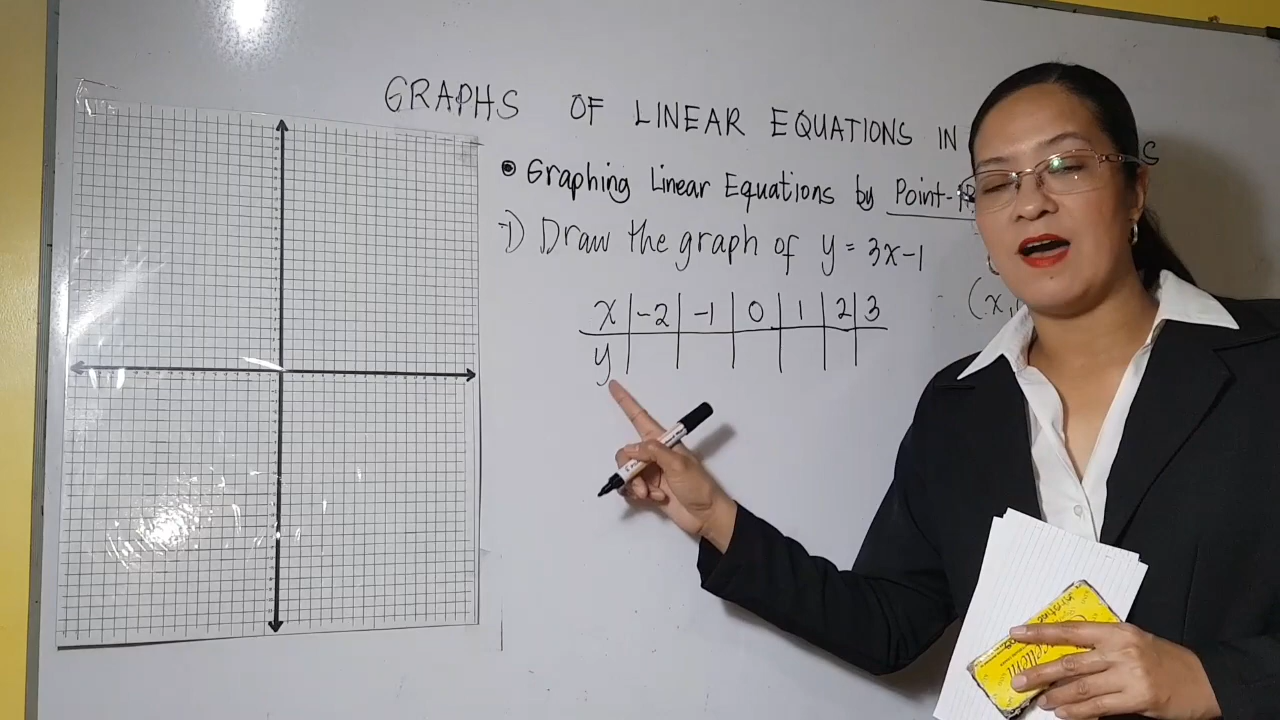 GRAPHS OF LINEAR EQUATIONS IN
• Graphing Linear Equations by Point-
1) Draw the graph of y = 3x-1
x -2 -1 0 1 2 3
y
(x,